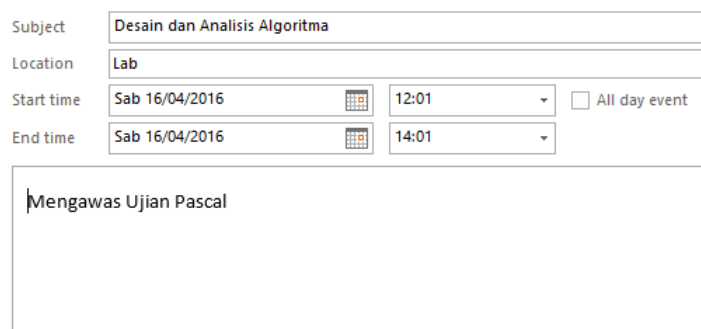 Subject Desain dan Analisis Algoritma
Location Lab
Start time Sab 16/04/2016 12:01 All day event
End time Sab 16/04/2016 14:01
Mengawas Ujian Pascal